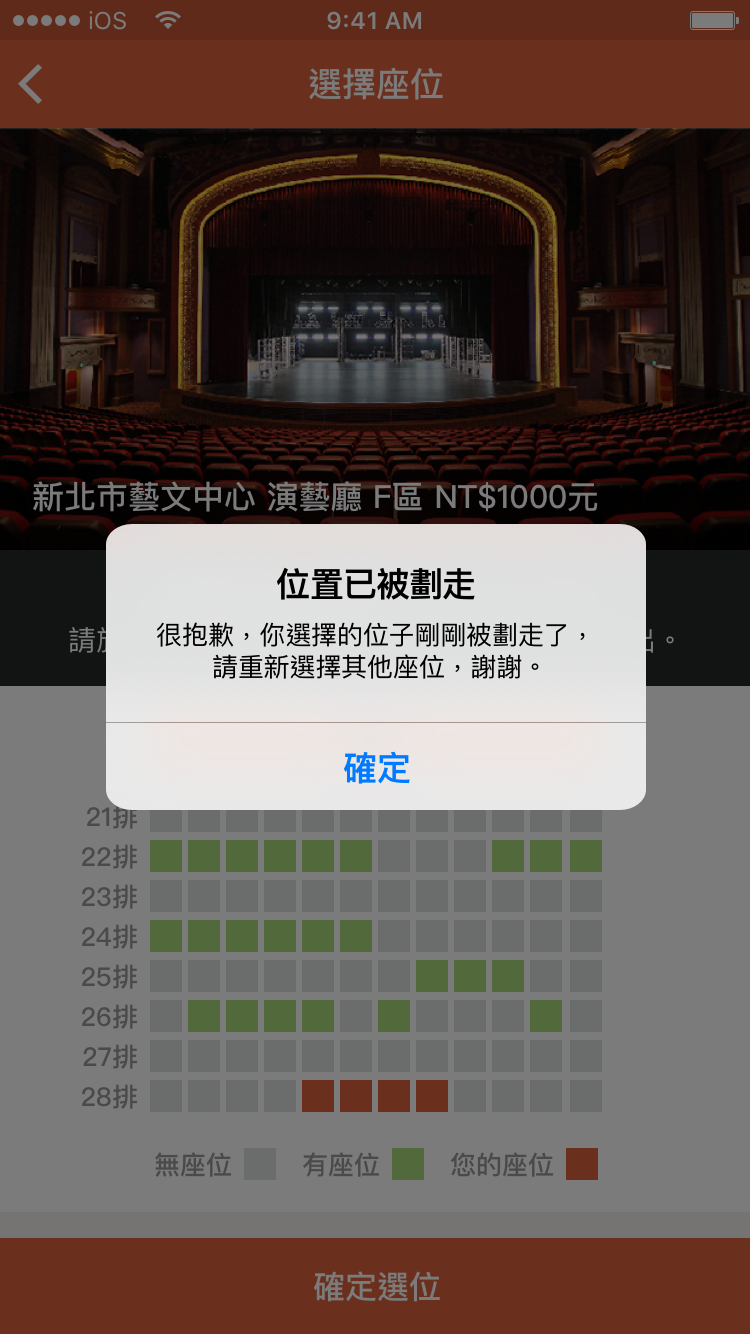 iOS 9:41 AM
選擇座位
新北市藝文中心 演藝廳 F區 NT$1000元
位置已被劃走
很抱歉，你選擇的位子剛剛被劃走了，
請重新選擇其他座位，謝謝。
確定
21排
22排
23排
24排
25排
26排
27排
28排
無座位 有座位 您的座位
確定選位